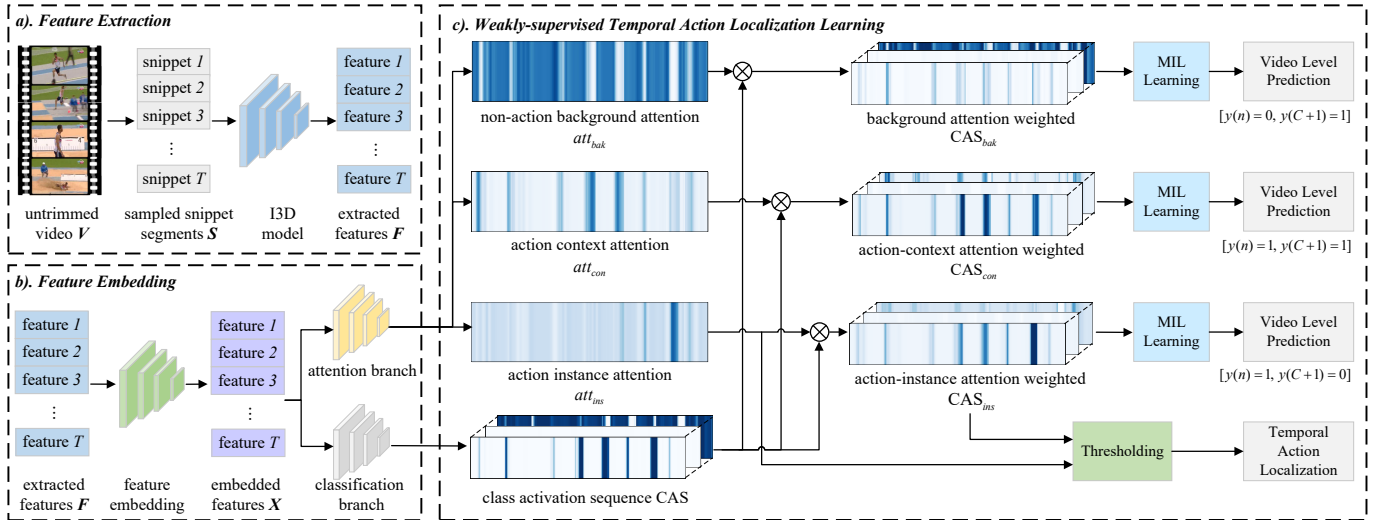 a). Feature Extraction
snippet 1
snippet 2
snippet 3
⋮
snippet T
feature 1
feature 2
feature 3
⋮
feature T
untrimmed
video V
sampled snippet
segments S
I3D
model
extracted
features F
b). Feature Embedding
feature 1
feature 2
feature 3
⋮
feature T
feature 1
feature 2
feature 3
⋮
feature T
attention branch
extracted
features F
feature
embedding
embedded
features X
classification
branch
c). Weakly-supervised Temporal Action Localization Learning
non-action background attention
att_bak
background attention weighted
CAS_bak
MIL
Learning
Video Level
Prediction
[y(n) = 0, y(C+1) = 1]
action context attention
att_con
action-context attention weighted
CAS_con
MIL
Learning
Video Level
Prediction
[y(n) = 1, y(C+1) = 1]
action instance attention
att_ins
action-instance attention weighted
CAS_ins
MIL
Learning
Video Level
Prediction
[y(n) = 1, y(C+1) = 0]
class activation sequence CAS
Thresholding
Temporal
Action
Localization